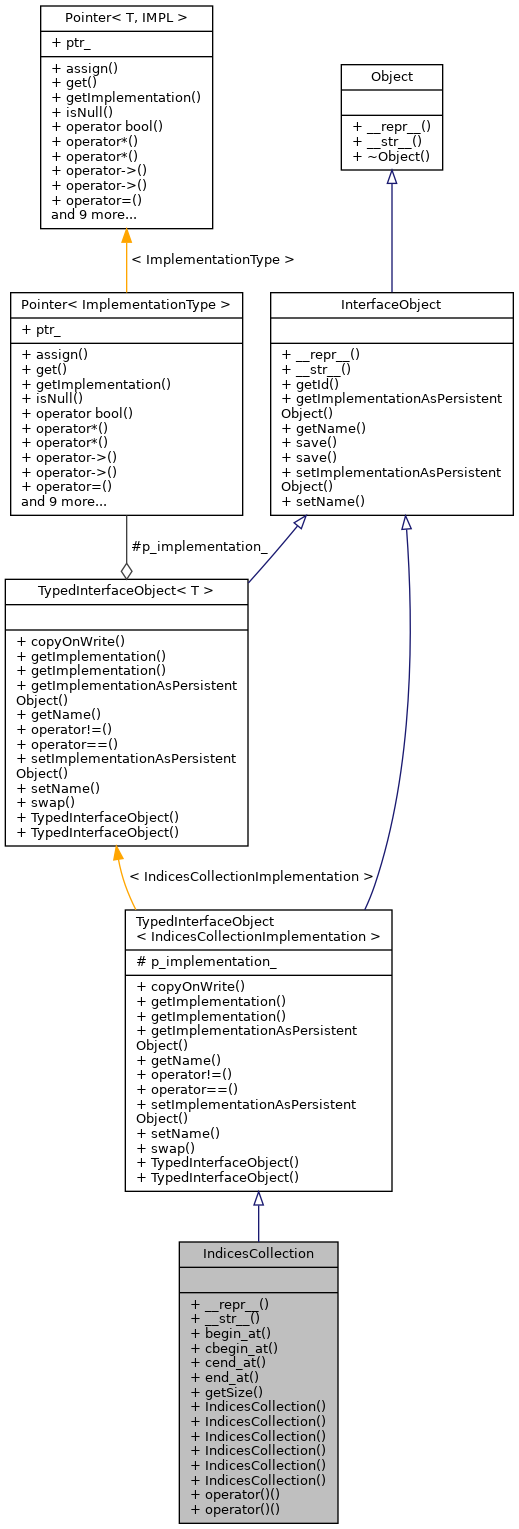 Pointer< T, IMPL >
+ ptr_
+ assign()
+ get()
+ getImplementation()
+ isNull()
+ operator bool()
+ operator*()
+ operator*()
+ operator->()
+ operator->()
+ operator=()
and 9 more...
Object
+ __repr__()
+ __str__()
+ ~Object()
< ImplementationType >
Pointer< ImplementationType >
+ ptr_
+ assign()
+ get()
+ getImplementation()
+ isNull()
+ operator bool()
+ operator*()
+ operator*()
+ operator->()
+ operator->()
+ operator=()
and 9 more...
InterfaceObject
+ __repr__()
+ __str__()
+ getId()
+ getImplementationAsPersistent
Object()
+ getName()
+ save()
+ save()
+ setImplementationAsPersistent
Object()
+ setName()
#p_implementation_
TypedInterfaceObject< T >
+ copyOnWrite()
+ getImplementation()
+ getImplementation()
+ getImplementationAsPersistent
Object()
+ getName()
+ operator!=()
+ operator==()
+ setImplementationAsPersistent
Object()
+ setName()
+ swap()
+ TypedInterfaceObject()
+ TypedInterfaceObject()
< IndicesCollectionImplementation >
TypedInterfaceObject
< IndicesCollectionImplementation >
# p_implementation_
+ copyOnWrite()
+ getImplementation()
+ getImplementation()
+ getImplementationAsPersistent
Object()
+ getName()
+ operator!=()
+ operator==()
+ setImplementationAsPersistent
Object()
+ setName()
+ swap()
+ TypedInterfaceObject()
+ TypedInterfaceObject()
IndicesCollection
+ __repr__()
+ __str__()
+ begin_at()
+ cbegin_at()
+ cend_at()
+ end_at()
+ getSize()
+ IndicesCollection()
+ IndicesCollection()
+ IndicesCollection()
+ IndicesCollection()
+ IndicesCollection()
+ IndicesCollection()
+ operator()()
+ operator()()